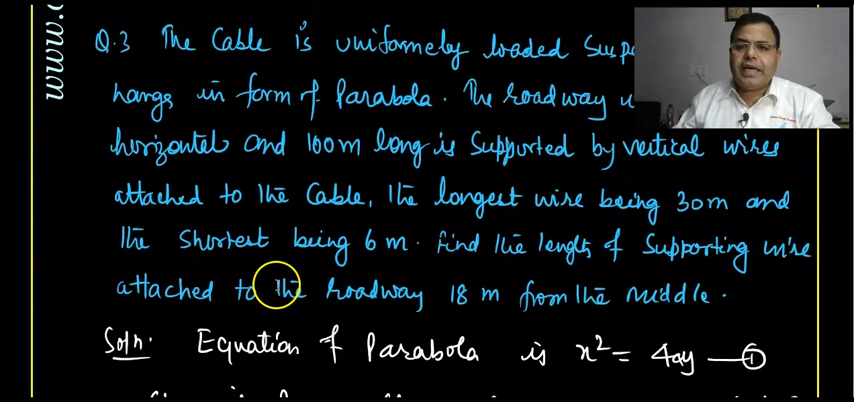 www.
Q.3 The Cable is uniformely loaded Susp
hangs in form of Parabola. The roadway
horizontal and 100m long is Supported by vertical wires
attached to the Cable, the longest wire being 30m and
the shortest being 6 m. Find the length of Supporting wire
attached to the roadway 18 m from the middle.
Soln. Equation of Parabola is x² = 4ay —①